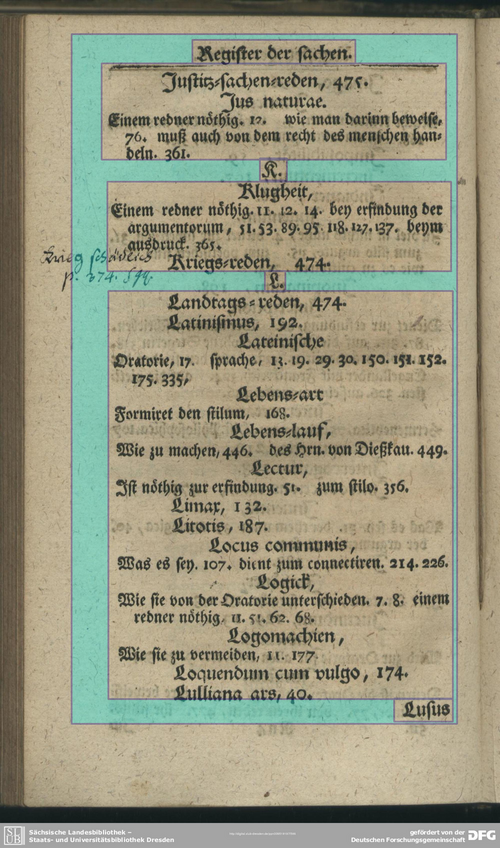 Register der sachen.
Justitz-sachen-reden, 475.
Jus naturae.
Einem redner nöthig. 12. wie man darinn beweise,
76. muß auch von dem recht des menschen han-
deln. 361.
K.
Klugheit,
Einem redner nöthig. 11. 12. 14. bey erfindung der
argumentorum, 51. 53. 89. 95. 118. 127. 137. beym
ausdruck. 365.
Krieg schädlich
Kriegs-reden, 474.
p. 274. 599.
L.
Landtags-reden, 474.
Latinismus, 192.
Lateinische
Oratorie, 17. sprache, 13. 19. 29. 30. 150. 151. 152.
175. 335,
Lebens-art
Formiret den stilum, 168.
Lebens-lauf,
Wie zu machen, 446. des Hrn. von Dießkau. 449.
Lectur,
Ist nöthig zur erfindung. 51. zum stilo. 356.
Limax, 132.
Litotis, 187.
Locus communis,
Was es sey. 107. dient zum connectiren. 214. 226.
Logick,
Wie sie von der Oratorie unterschieden. 7. 8. einem
redner nöthig. 11. 51. 62. 68.
Logomachien,
Wie sie zu vermeiden, 11. 177.
Loquendum cum vulgo, 174.
Lulliana ars, 40.
Lusus
Sächsische Landesbibliothek –
Staats- und Universitätsbibliothek Dresden
gefördert von der
Deutschen Forschungsgemeinschaft
DFG